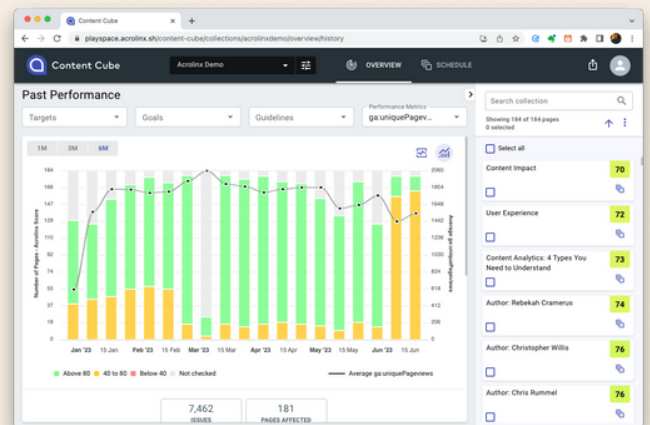 Content Cube
playspace.acrolinx.sh/content-cube/collections/acrolinxdemo/overview/history
Content Cube
Acrolinx Demo
OVERVIEW
SCHEDULE
Past Performance
Targets
Goals
Guidelines
Performance Metrics
ga:uniquePagev...
1M 3M 6M
Number of Pages - Acrolinx Score
184
166
147
129
110
92
74
55
37
18
0
2060
1854
1648
1442
1236
1030
824
618
412
206
0
Average ga:uniquePageviews
Jan '23 15 Jan Feb '23 15 Feb Mar '23 15 Mar Apr '23 15 Apr May '23 15 May Jun '23 15 Jun
Above 80 40 to 80 Below 40 Not checked Average ga:uniquePageviews
7,462
ISSUES
181
PAGES AFFECTED
Search collection
Showing 184 of 184 pages
0 selected
Select all
Content Impact 70
User Experience 72
Content Analytics: 4 Types You
Need to Understand
73
Author: Rebekah Cramerus 74
Author: Christopher Willis 76
Author: Chris Rummel 76